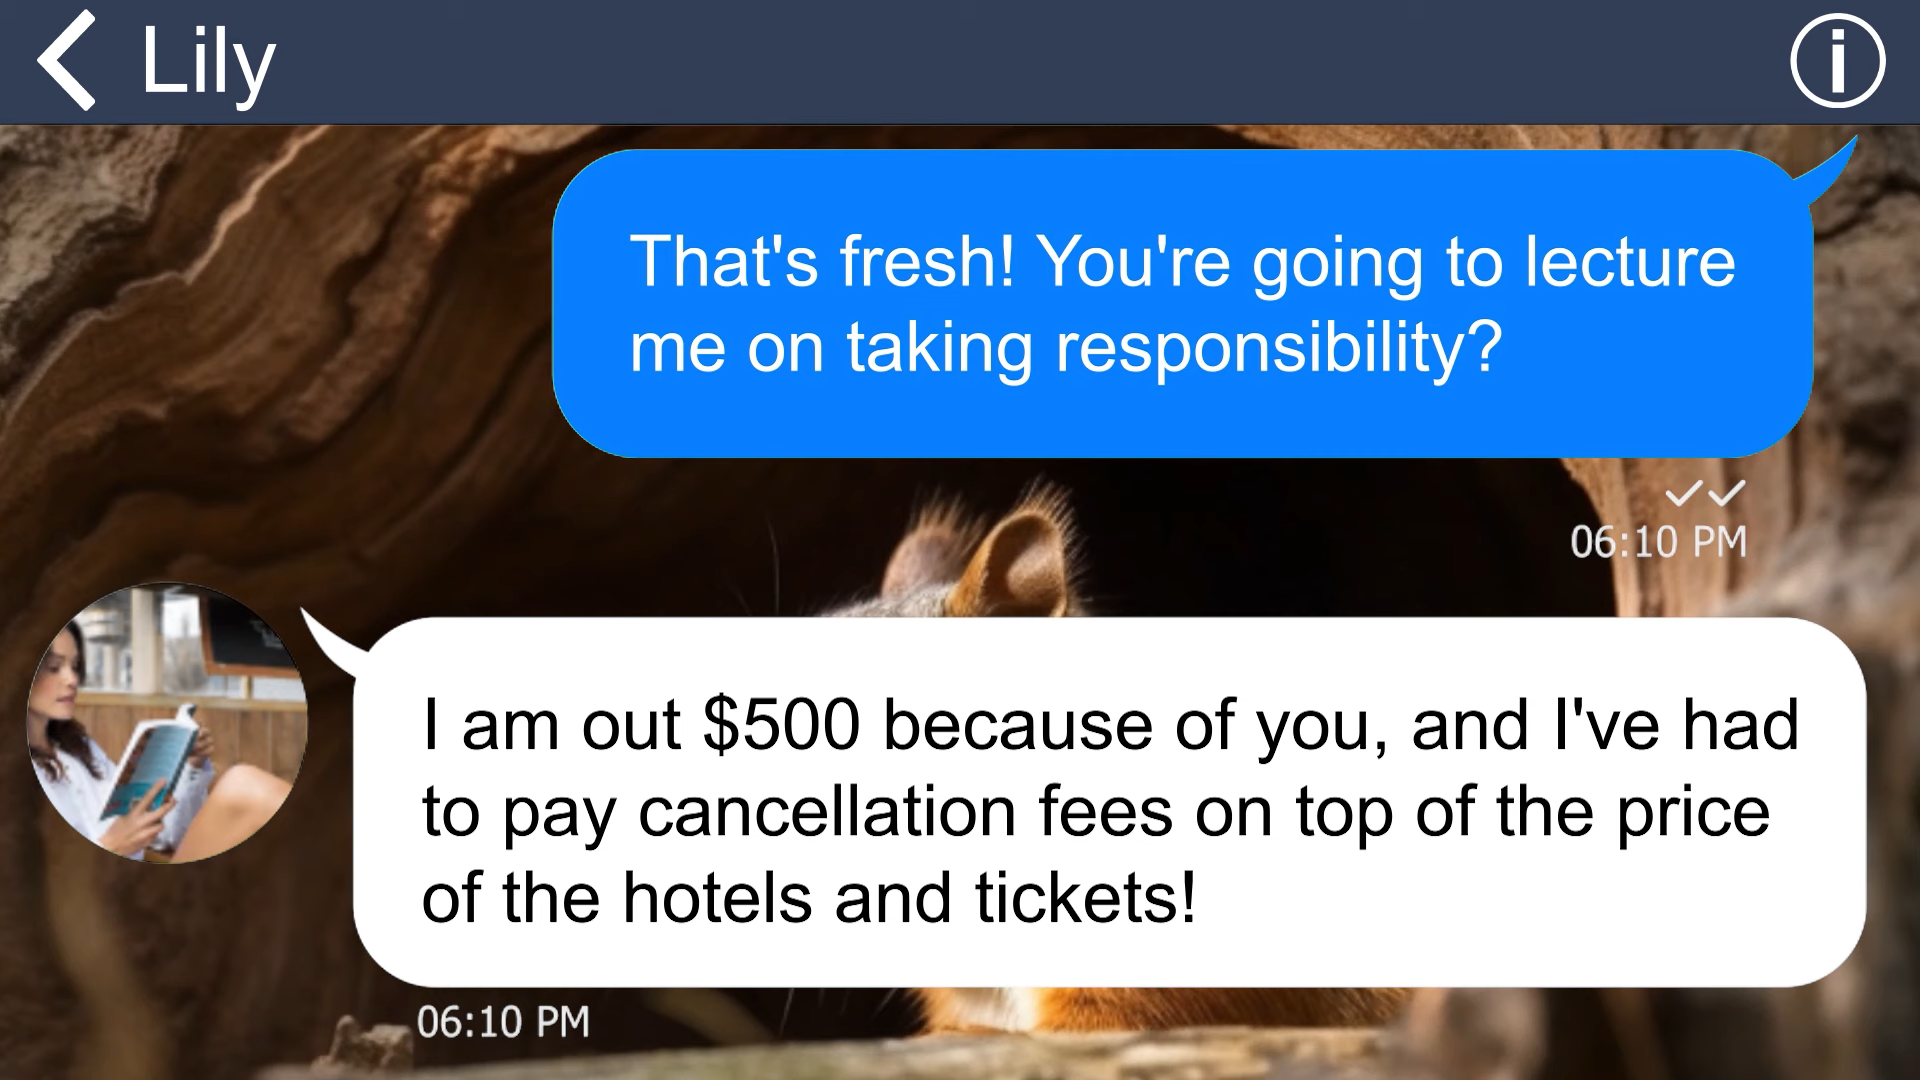 Lily
That's fresh! You're going to lecture
me on taking responsibility?
06:10 PM
I am out $500 because of you, and I've had
to pay cancellation fees on top of the price
of the hotels and tickets!
06:10 PM